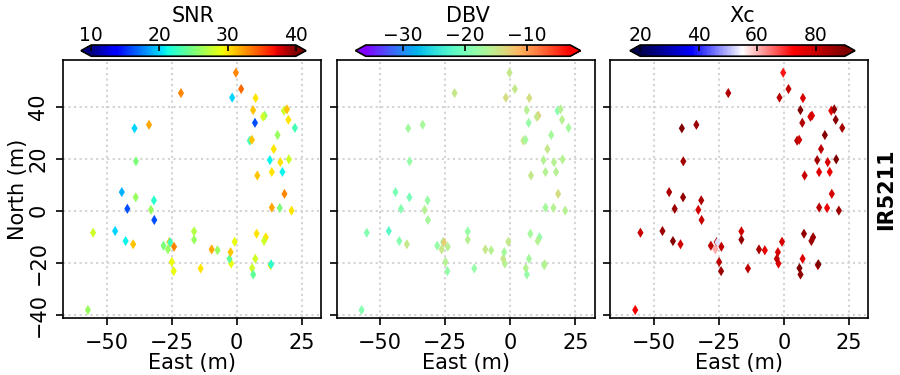 SNR DBV Xc
10 20 30 40 −30 −20 −10 20 40 60 80
North (m)
40
20
0
−20
−40
−50 −25 0 25 −50 −25 0 25 −50 −25 0 25
East (m) East (m) East (m)
IR5211